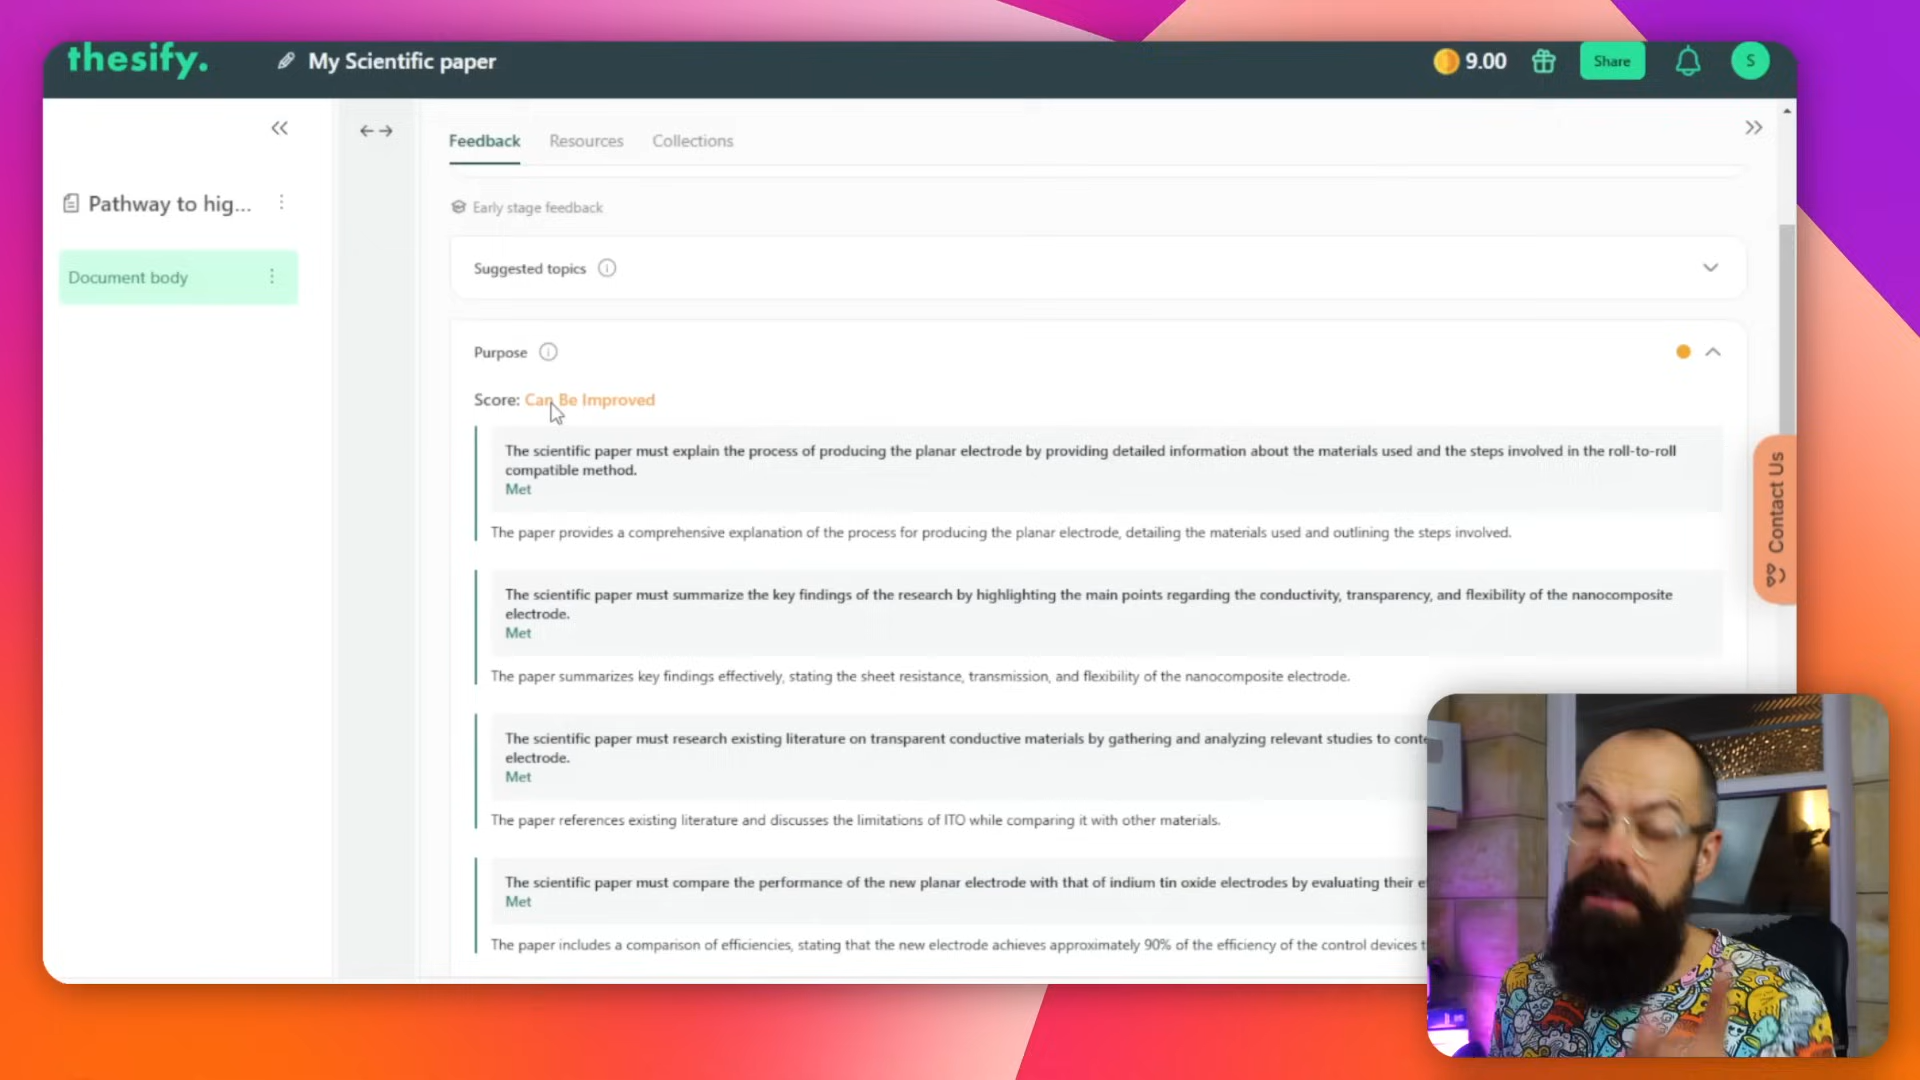 thesify.
My Scientific paper
9.00
Share
S
Feedback
Resources
Collections
Pathway to hig...
Early stage feedback
Document body
Suggested topics
Purpose
Score: Can Be Improved
The scientific paper must explain the process of producing the planar electrode by providing detailed information about the materials used and the steps involved in the roll-to-roll
compatible method.
Met
The paper provides a comprehensive explanation of the process for producing the planar electrode, detailing the materials used and outlining the steps involved.
Contact Us
The scientific paper must summarize the key findings of the research by highlighting the main points regarding the conductivity, transparency, and flexibility of the nanocomposite
electrode.
Met
The paper summarizes key findings effectively, stating the sheet resistance, transmission, and flexibility of the nanocomposite electrode.
The scientific paper must research existing literature on transparent conductive materials by gathering and analyzing relevant studies to
electrode.
Met
The paper references existing literature and discusses the limitations of ITO while comparing it with other materials.
The scientific paper must compare the performance of the new planar electrode with that of indium tin oxide electrodes by evaluating their
Met
The paper includes a comparison of efficiencies, stating that the new electrode achieves approximately 90% of the efficiency of the control devices